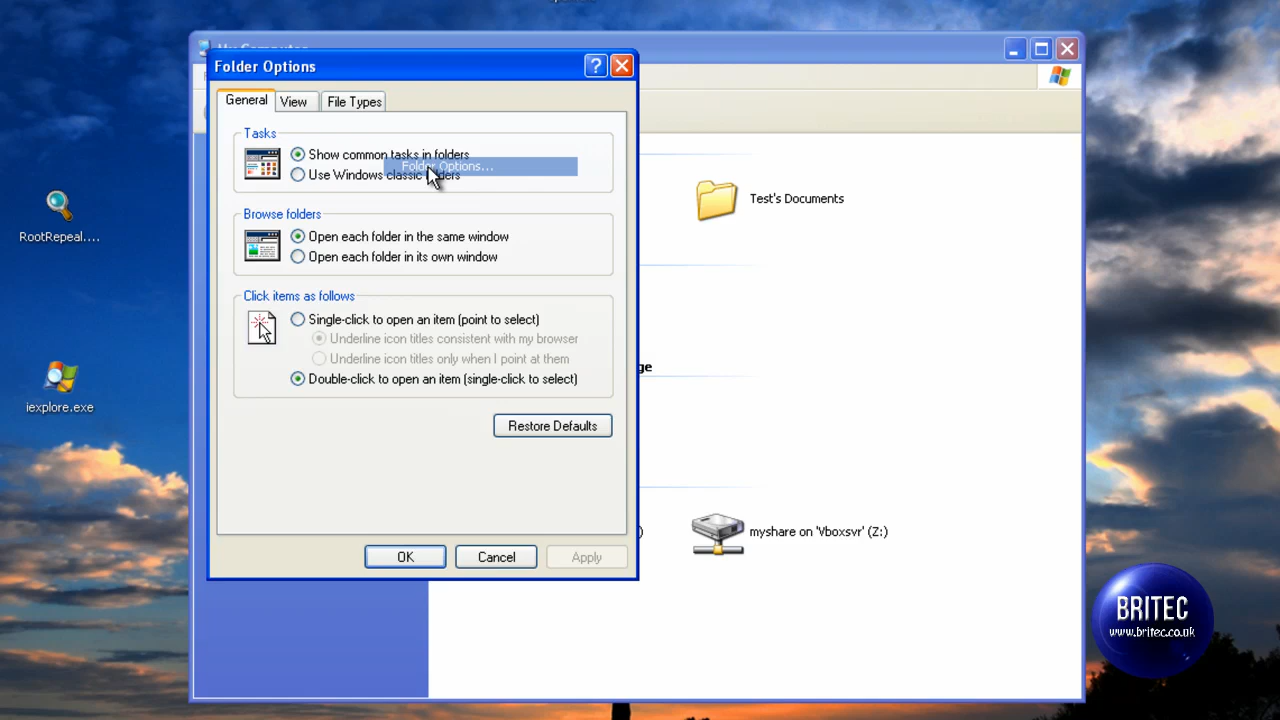 My Computer
Folder Options
General
View
File Types
Tasks
Show common tasks in folders
Folder Options...
Use Windows classic folders
Browse folders
Open each folder in the same window
Open each folder in its own window
Click items as follows
Single-click to open an item (point to select)
Underline icon titles consistent with my browser
Underline icon titles only when I point at them
Double-click to open an item (single-click to select)
Restore Defaults
OK
Cancel
Apply
Test's Documents
ge
)
myshare on 'Vboxsvr' (Z:)
RootRepeal....
iexplore.exe
BRITEC
www.britec.co.uk